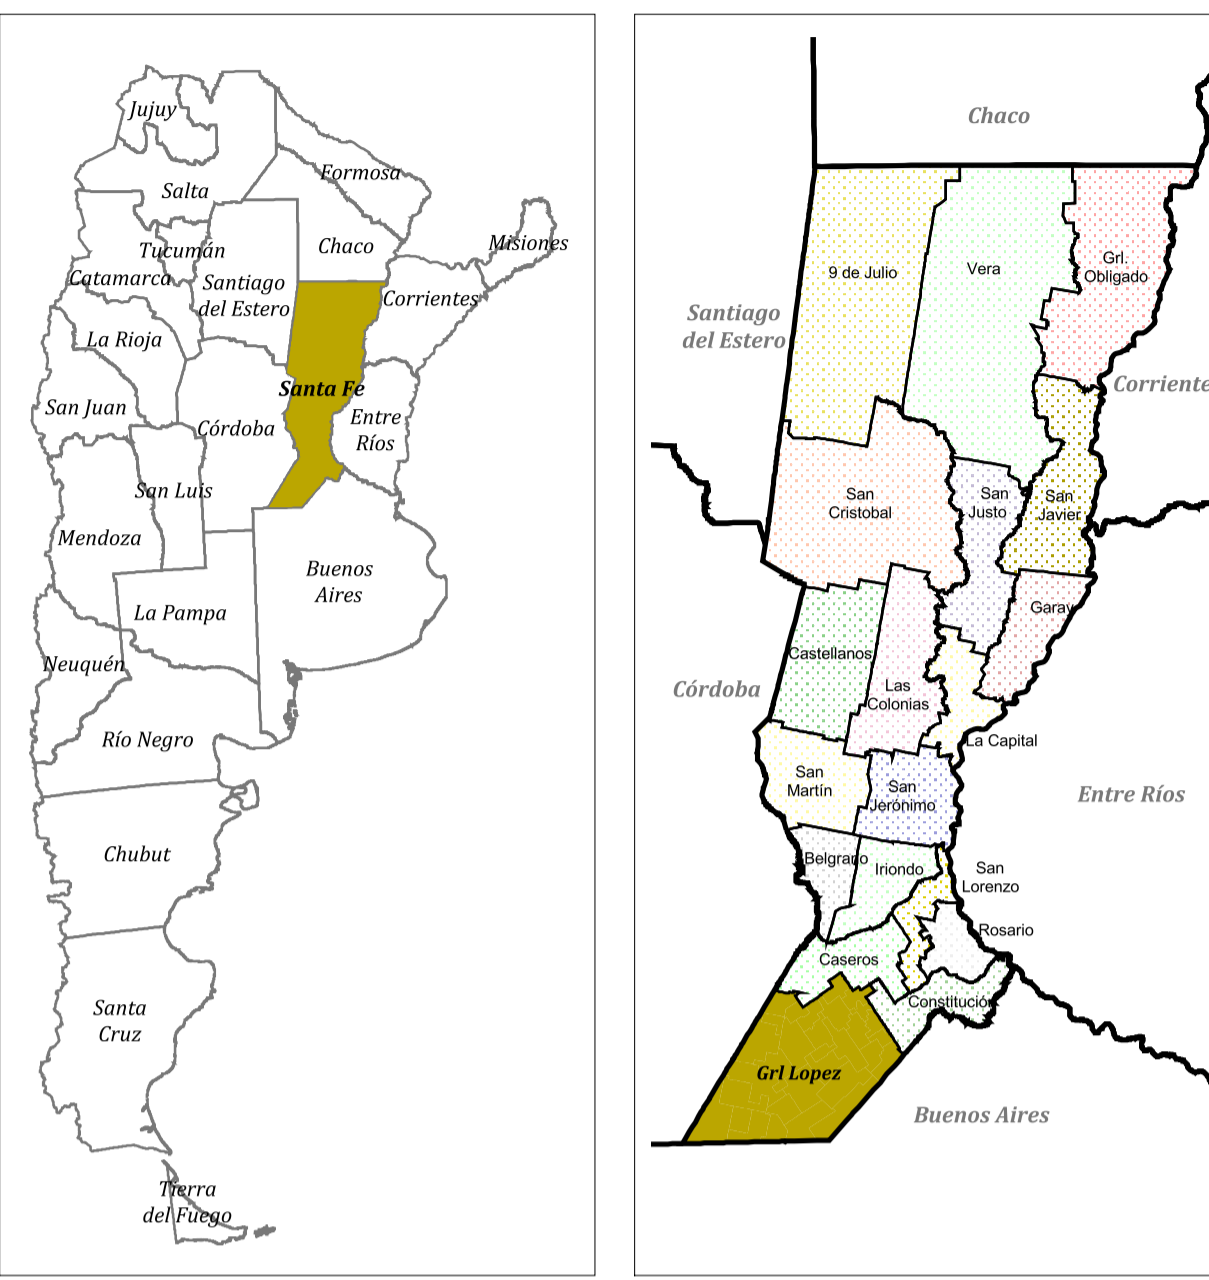 Jujuy
Formosa
Salta
Misiones
Tucumán
Chaco
Catamarca
Santiago
del Estero
Corrientes
La Rioja
Santa Fe
San Juan
Córdoba
Entre
Ríos
San Luis
Mendoza
Buenos
Aires
La Pampa
Neuquén
Río Negro
Chubut
Santa
Cruz
Tierra
del Fuego
Chaco
9 de Julio
Vera
Grl.
Obligado
Santiago
del Estero
Corriente
San
Cristobal
San
Justo
San
Javier
Garay
Castellanos
Las
Colonias
Córdoba
La Capital
San
Martín
San
Jerónimo
Entre Ríos
Belgrano
Iriondo
San
Lorenzo
Rosario
Caseros
Constitución
Grl Lopez
Buenos Aires